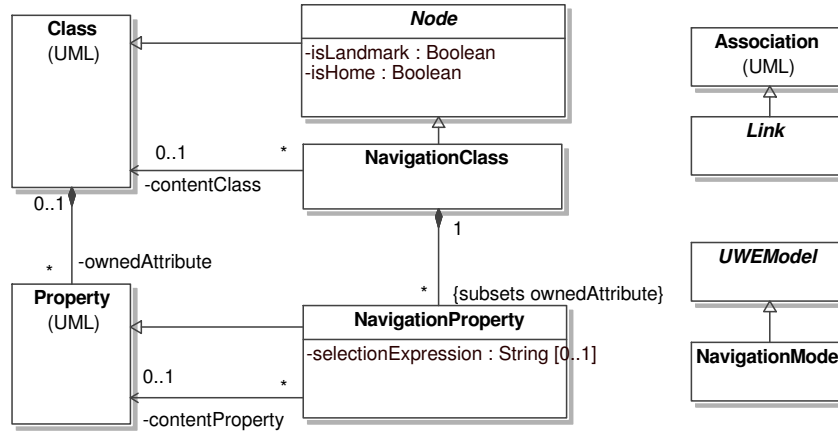 Class
(UML)
Node
-isLandmark : Boolean
-isHome : Boolean
Association
(UML)
Link
0..1
*
NavigationClass
-contentClass
0..1
1
-ownedAttribute
*
*
{subsets ownedAttribute}
UWEModel
Property
(UML)
NavigationProperty
-selectionExpression : String [0..1]
NavigationMode
0..1
*
-contentProperty